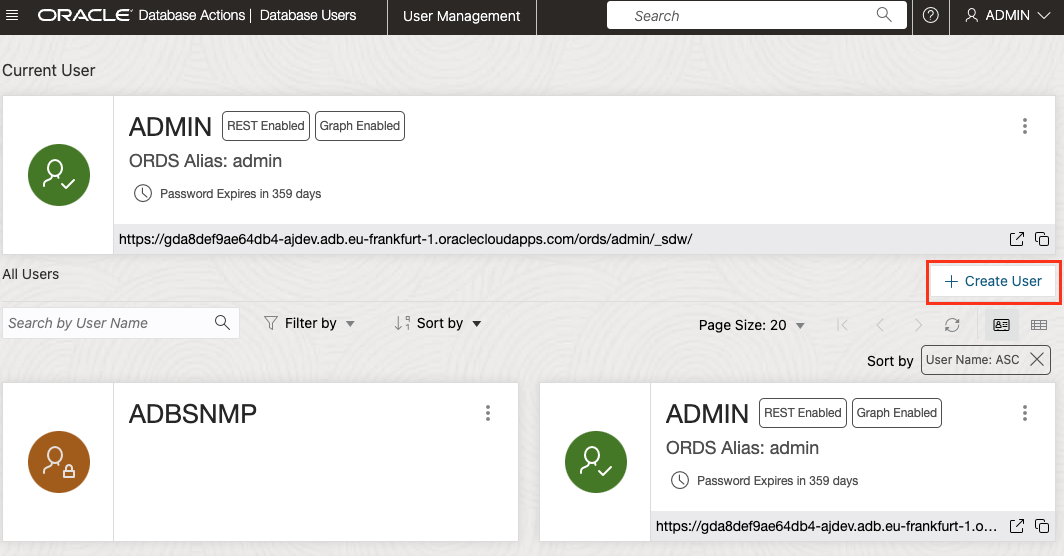 ORACLE Database Actions | Database Users
User Management
Search
ADMIN
Current User
ADMIN REST Enabled Graph Enabled
ORDS Alias: admin
Password Expires in 359 days
https://gda8def9ae64db4-ajdev.adb.eu-frankfurt-1.oraclecloudapps.com/ords/admin/_sdw/
All Users
+ Create User
Search by User Name
Filter by
Sort by
Page Size: 20
Sort by User Name: ASC
ADBSNMP
ADMIN REST Enabled Graph Enabled
ORDS Alias: admin
Password Expires in 359 days
https://gda8def9ae64db4-ajdev.adb.eu-frankfurt-1.o...